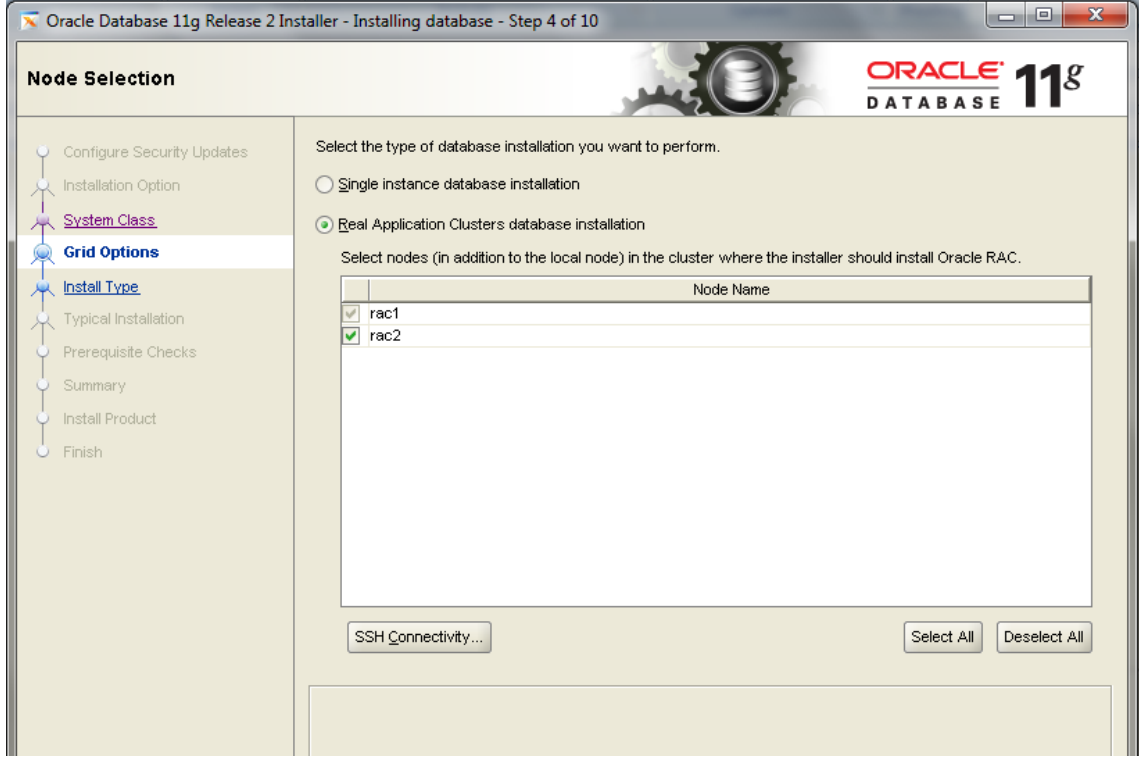 Oracle Database 11g Release 2 Installer - Installing database - Step 4 of 10
Node Selection
ORACLE
DATABASE
11g
Configure Security Updates
Installation Option
System Class
Grid Options
Install Type
Typical Installation
Prerequisite Checks
Summary
Install Product
Finish
Select the type of database installation you want to perform.
Single instance database installation
Real Application Clusters database installation
Select nodes (in addition to the local node) in the cluster where the installer should install Oracle RAC.
Node Name
rac1
rac2
SSH Connectivity...
Select All
Deselect All